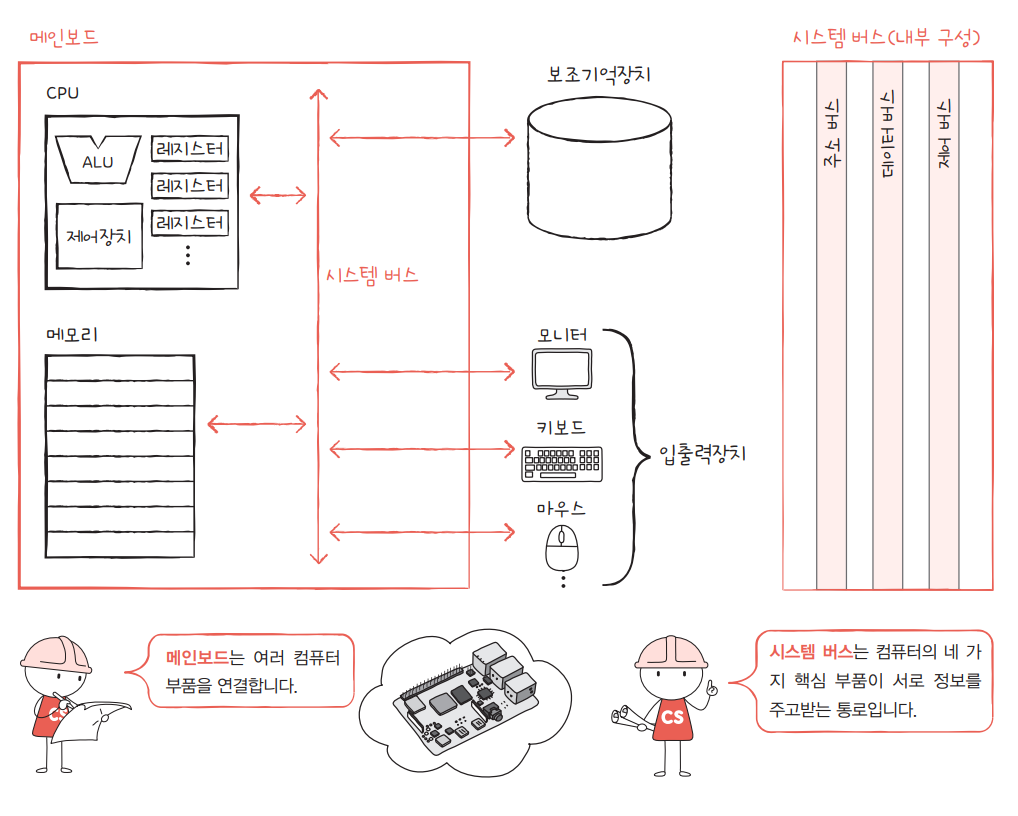 메인보드
시스템 버스(내부 구성)
보조기억장치
CPU
ALU
레지스터
레지스터
레지스터
제어장치
시스템 버스
메모리
모니터
키보드
마우스
입출력장치
주소 버스
데이터 버스
제어 버스
메인보드는 여러 컴퓨터
부품을 연결합니다.
시스템 버스는 컴퓨터의 네 가
지 핵심 부품이 서로 정보를
주고받는 통로입니다.
CS
CS